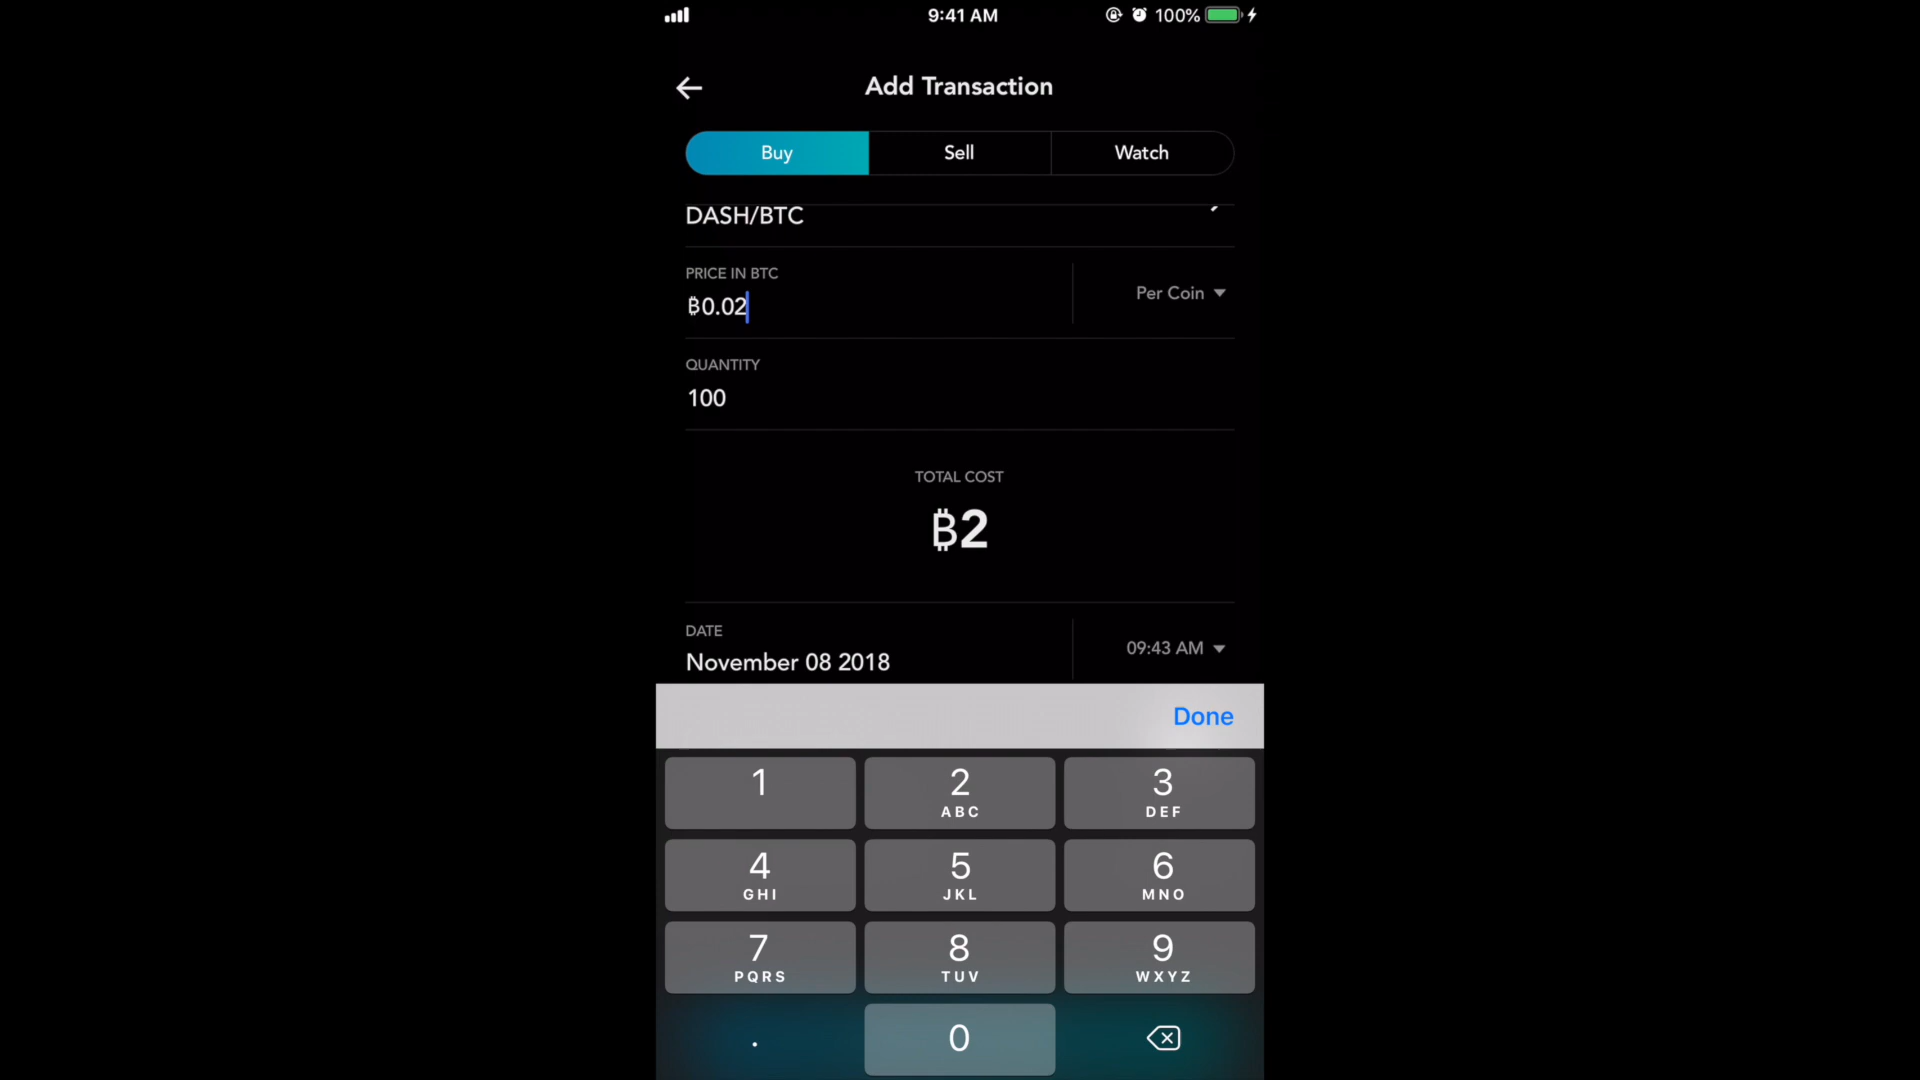 9:41 AM
100%
Add Transaction
Buy
Sell
Watch
DASH/BTC
PRICE IN BTC
₿0.02
Per Coin
QUANTITY
100
TOTAL COST
₿2
DATE
November 08 2018
09:43 AM
Done
1
2
ABC
3
DEF
4
GHI
5
JKL
6
MNO
7
PQRS
8
TUV
9
WXYZ
.
0